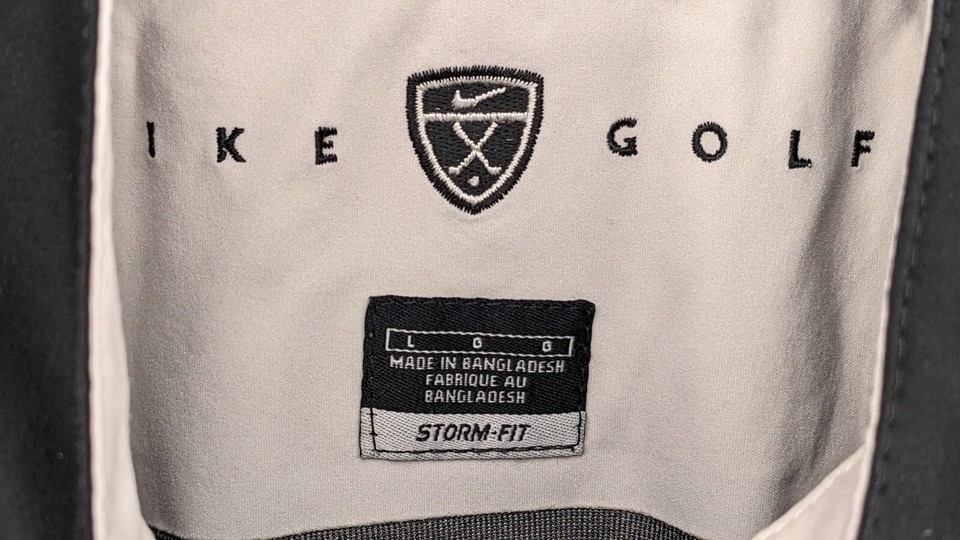 IKE GOLF
L G G
MADE IN BANGLADESH
FABRIQUE AU
BANGLADESH
STORM-FIT